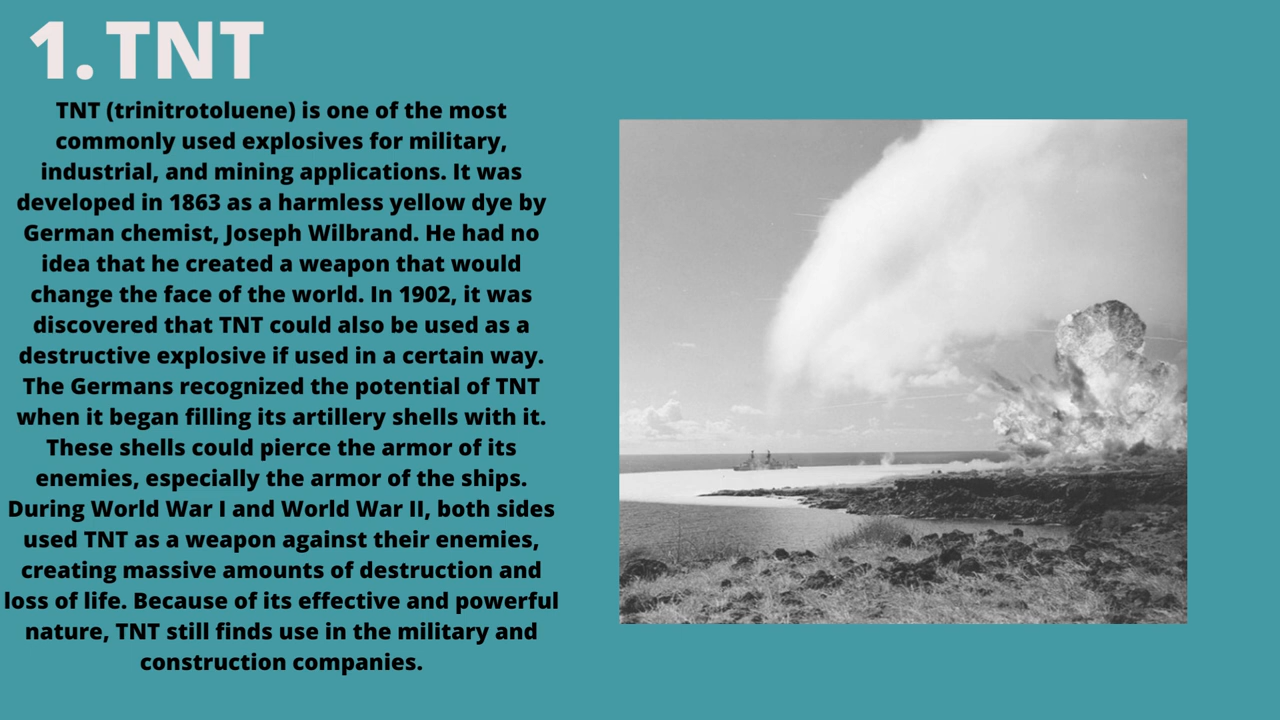 1. TNT
TNT (trinitrotoluene) is one of the most
commonly used explosives for military,
industrial, and mining applications. It was
developed in 1863 as a harmless yellow dye by
German chemist, Joseph Wilbrand. He had no
idea that he created a weapon that would
change the face of the world. In 1902, it was
discovered that TNT could also be used as a
destructive explosive if used in a certain way.
The Germans recognized the potential of TNT
when it began filling its artillery shells with it.
These shells could pierce the armor of its
enemies, especially the armor of the ships.
During World War I and World War II, both sides
used TNT as a weapon against their enemies,
creating massive amounts of destruction and
loss of life. Because of its effective and powerful
nature, TNT still finds use in the military and
construction companies.